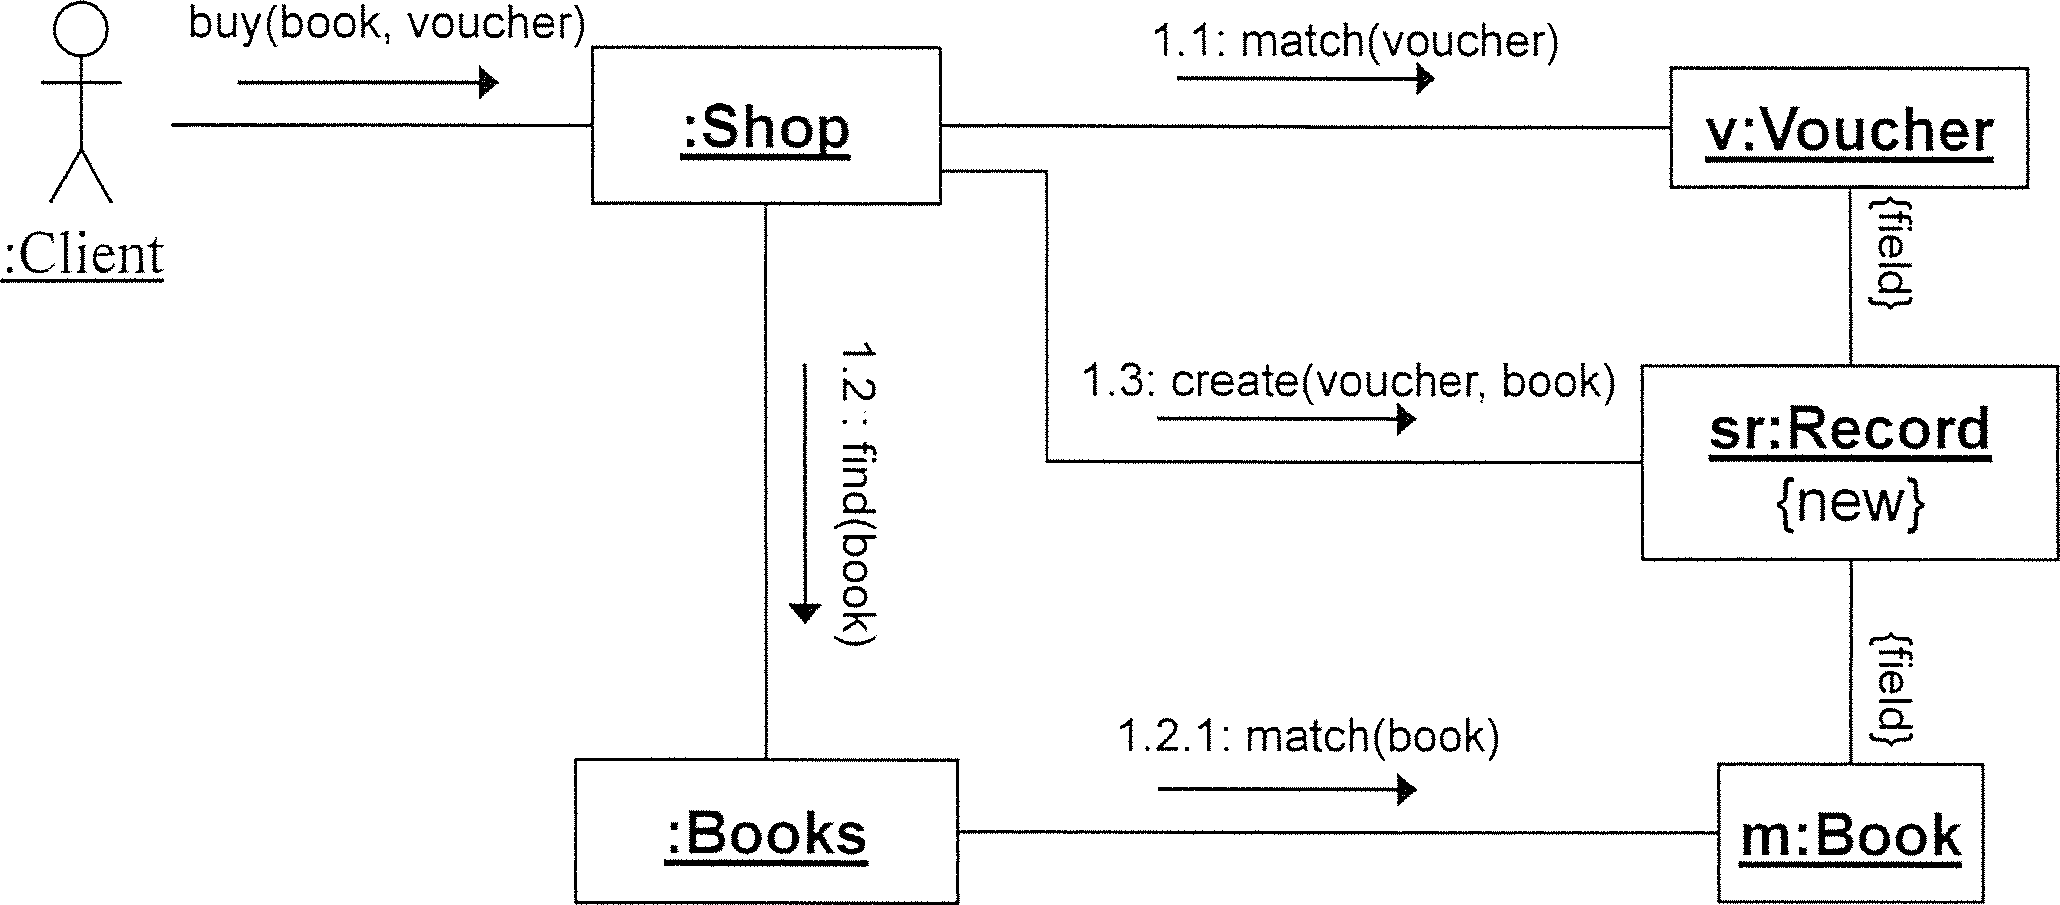 buy(book, voucher)
1.1: match(voucher)
:Shop
v:Voucher
:Client
{field}
1.2 : find(book)
1.3: create(voucher, book)
sr:Record
{new}
{field}
1.2.1: match(book)
:Books
m:Book